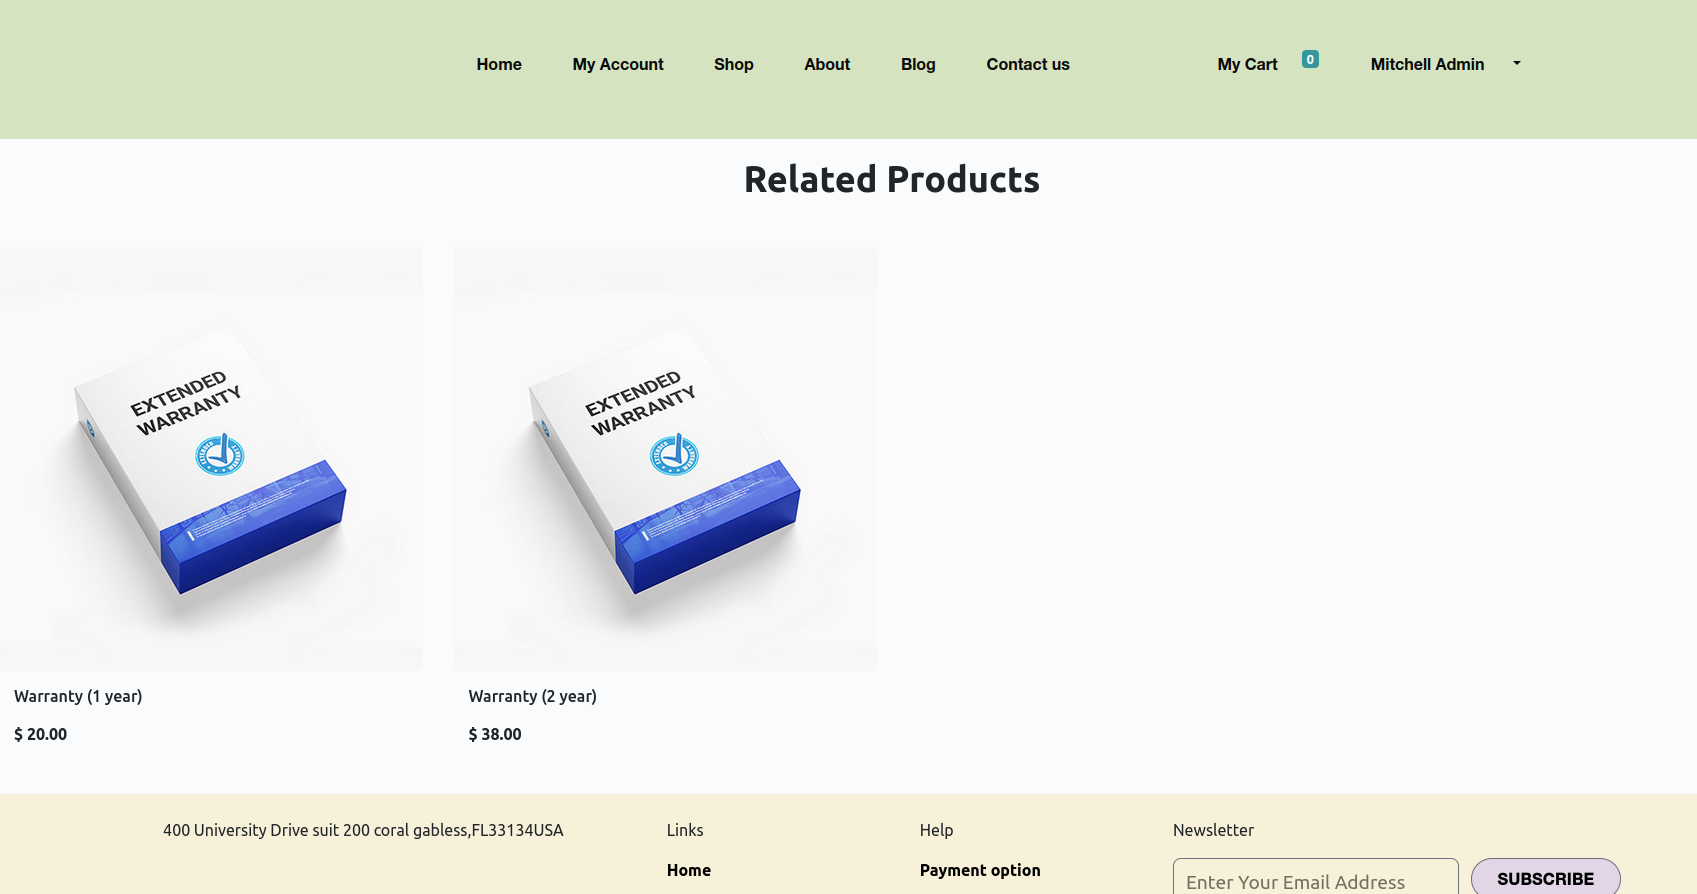 Home My Account Shop About Blog Contact us My Cart 0 Mitchell Admin
Related Products
EXTENDED
WARRANTY
EXTENDED
WARRANTY
Warranty (1 year)
$ 20.00
Warranty (2 year)
$ 38.00
400 University Drive suit 200 coral gabless,FL33134USA
Links
Home
Help
Payment option
Newsletter
Enter Your Email Address
SUBSCRIBE